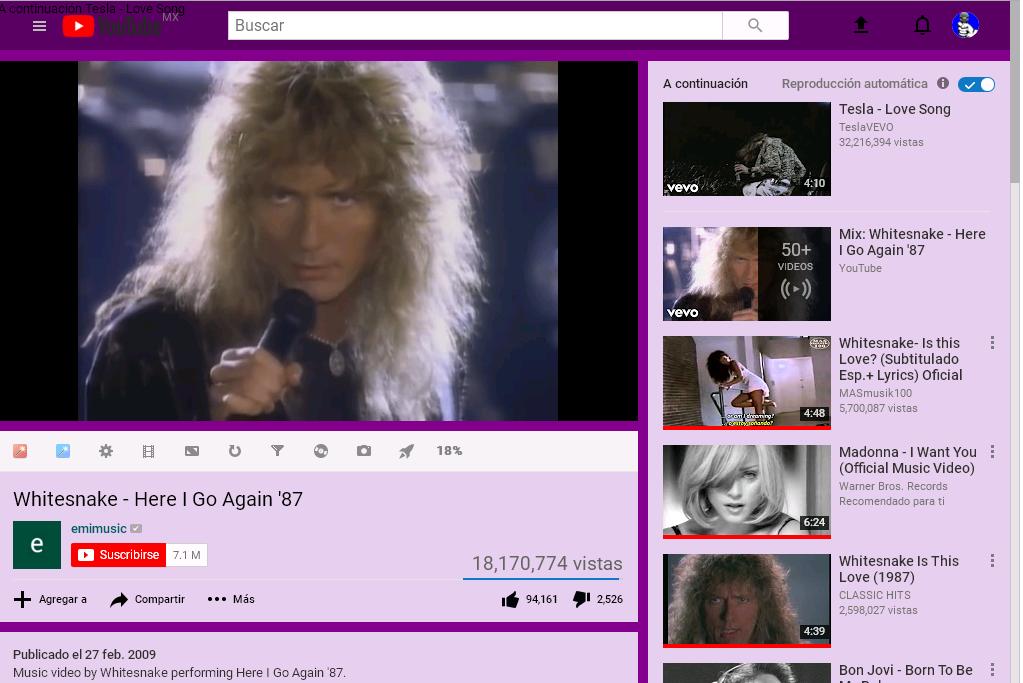 A continuación Tesla - Love Song
YouTube MX
Buscar
A continuación
Reproducción automática
Tesla - Love Song
TeslaVEVO
32,216,394 vistas
vevo
4:10
Mix: Whitesnake - Here
I Go Again '87
YouTube
50+
VIDEOS
vevo
Whitesnake- Is this
Love? (Subtitulado
Esp.+ Lyrics) Oficial
MASmusik100
5,700,087 vistas
or am I dreaming?
o estoy soñando?
4:48
Madonna - I Want You
(Official Music Video)
Warner Bros. Records
Recomendado para ti
6:24
Whitesnake Is This
Love (1987)
CLASSIC HITS
2,598,027 vistas
4:39
Bon Jovi - Born To Be
18%
Whitesnake - Here I Go Again '87
e
emimusic
Suscribirse
7.1 M
18,170,774 vistas
Agregar a
Compartir
Más
94,161
2,526
Publicado el 27 feb. 2009
Music video by Whitesnake performing Here I Go Again '87.